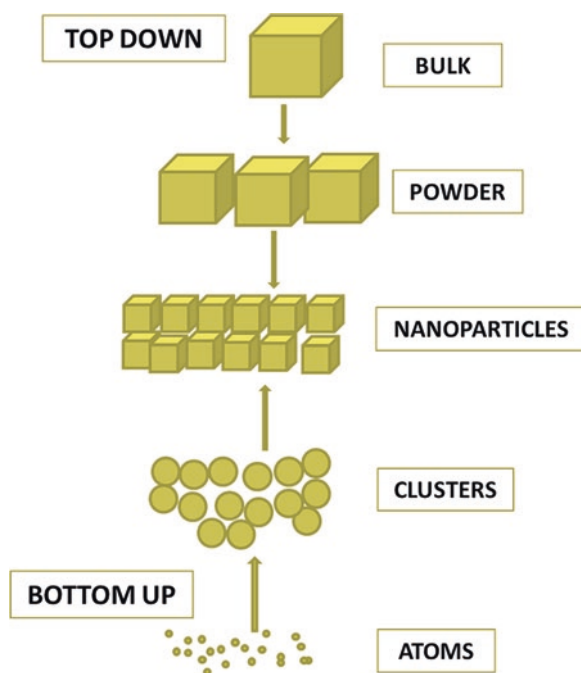 TOP DOWN
BULK
POWDER
NANOPARTICLES
CLUSTERS
BOTTOM UP
ATOMS